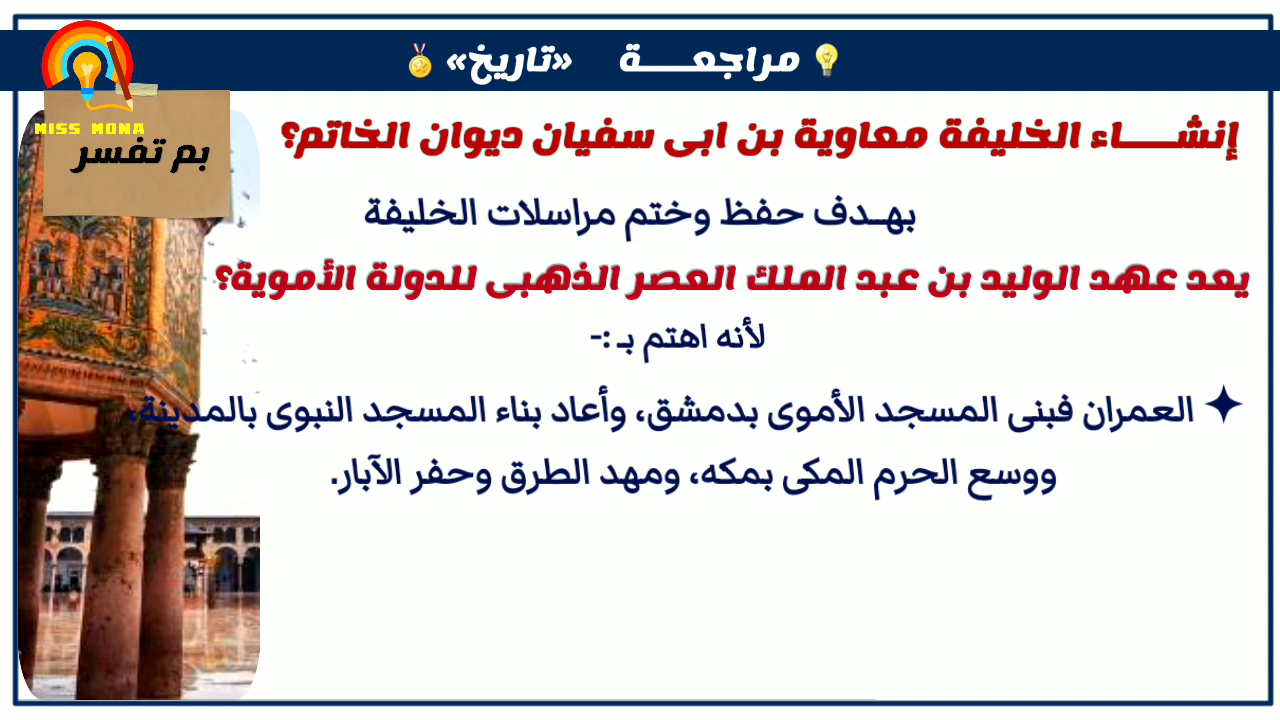 مراجعـــــة «تاريخ»
MISS MONA
بم تفسر
إنشـــــاء الخليفة معاوية بن ابى سفيان ديوان الخاتم؟
بهـدف حفظ وختم مراسلات الخليفة
يعد عهد الوليد بن عبد الملك العصر الذهبى للدولة الأموية؟
لأنه اهتم بـ :-
✦ العمران فبنى المسجد الأموى بدمشق، وأعاد بناء المسجد النبوى بالمدينة،
ووسع الحرم المكى بمكه، ومهد الطرق وحفر الآبار.